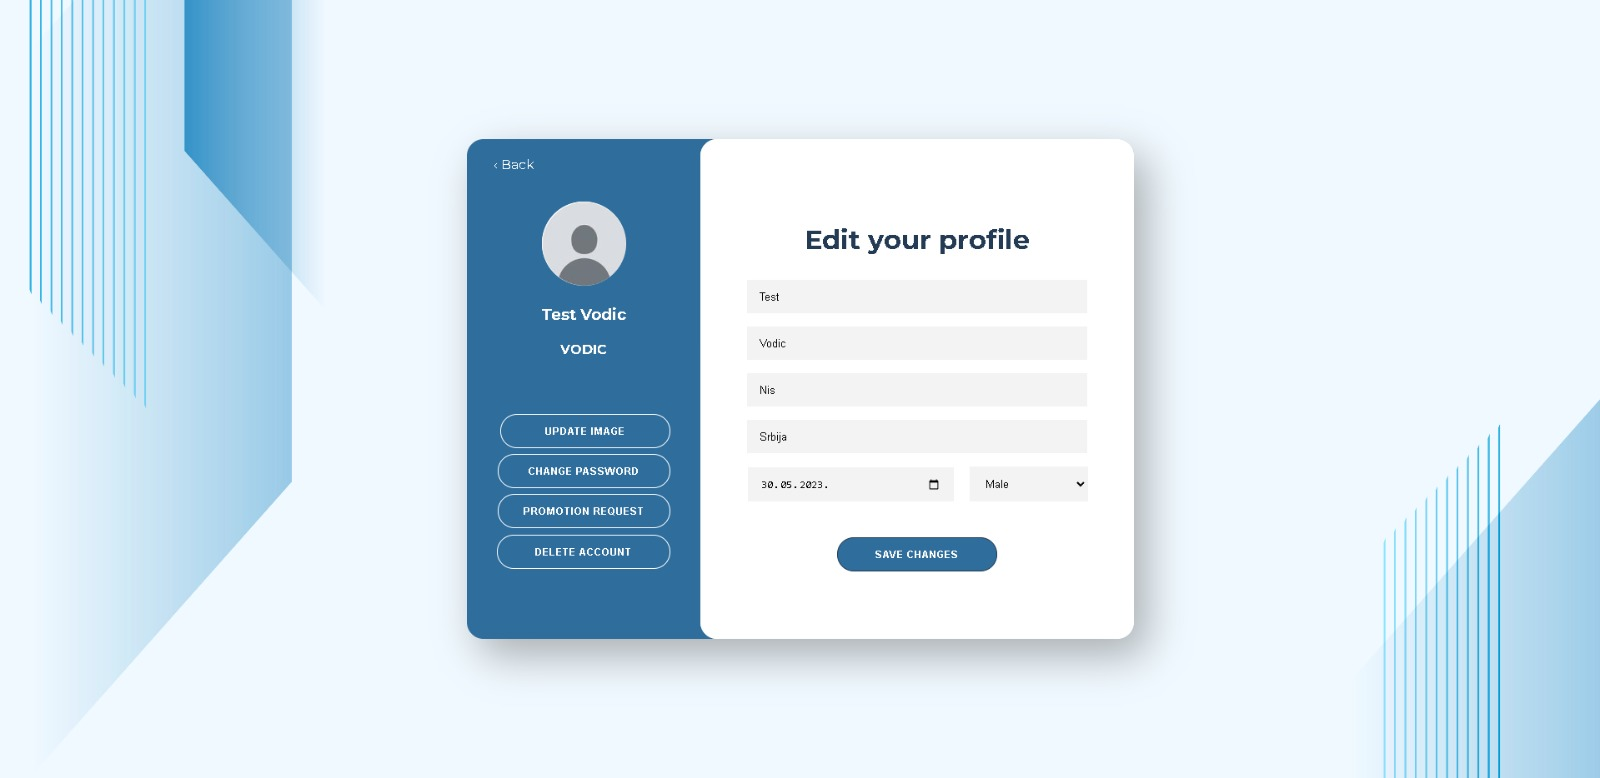 ‹ Back
Test Vodic
VODIC
UPDATE IMAGE
CHANGE PASSWORD
PROMOTION REQUEST
DELETE ACCOUNT
Edit your profile
Test
Vodic
Nis
Srbija
30.05.2023.
Male
SAVE CHANGES